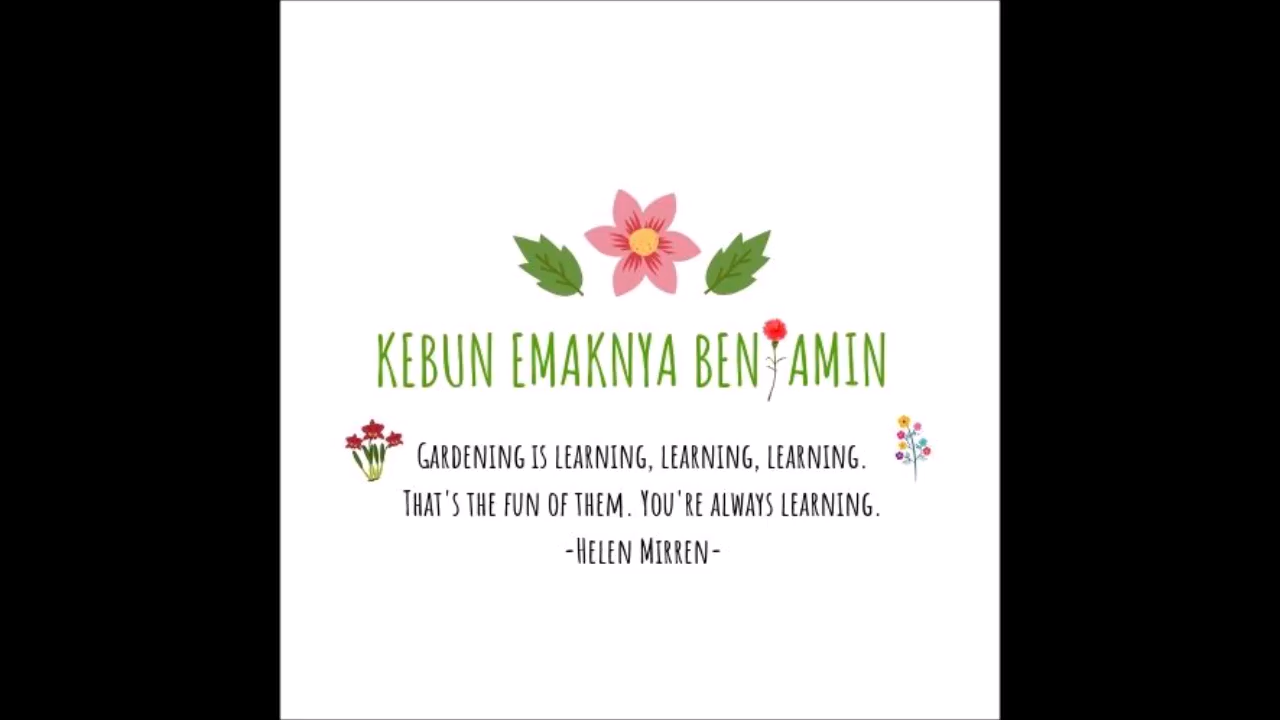 KEBUN EMAKNYA BENJAMIN
GARDENING IS LEARNING, LEARNING, LEARNING.
THAT'S THE FUN OF THEM. YOU'RE ALWAYS LEARNING.
-HELEN MIRREN-